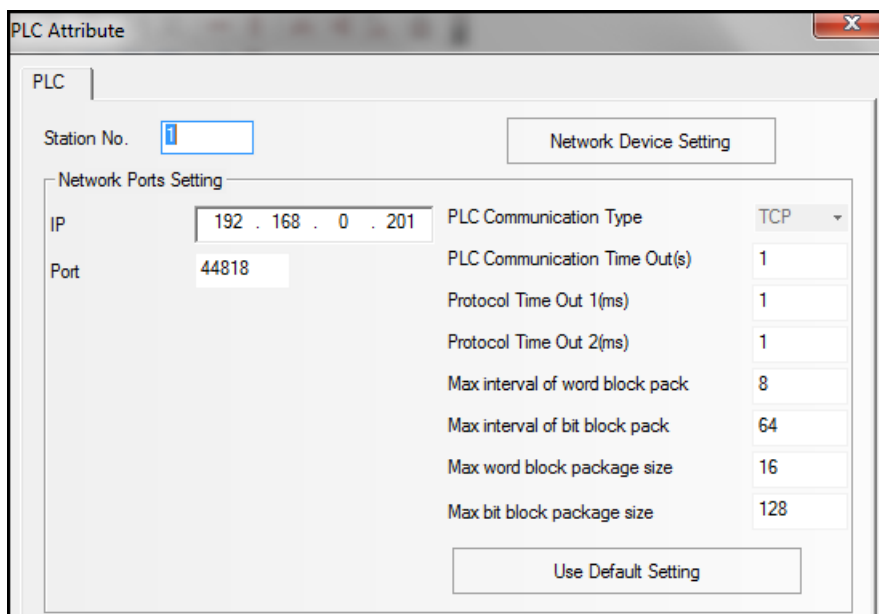 PLC Attribute
PLC
Station No. 1
Network Device Setting
Network Ports Setting
IP 192 . 168 . 0 . 201
Port 44818
PLC Communication Type TCP
PLC Communication Time Out(s) 1
Protocol Time Out 1(ms) 1
Protocol Time Out 2(ms) 1
Max interval of word block pack 8
Max interval of bit block pack 64
Max word block package size 16
Max bit block package size 128
Use Default Setting